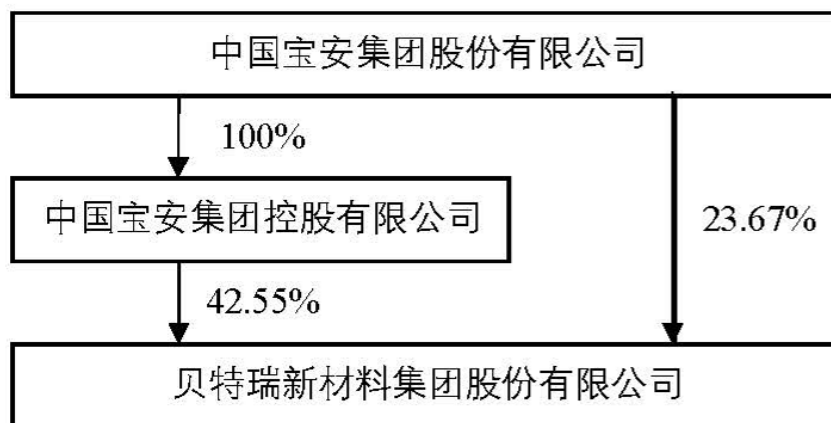 中国宝安集团股份有限公司
100%
中国宝安集团控股有限公司
23.67%
42.55%
贝特瑞新材料集团股份有限公司